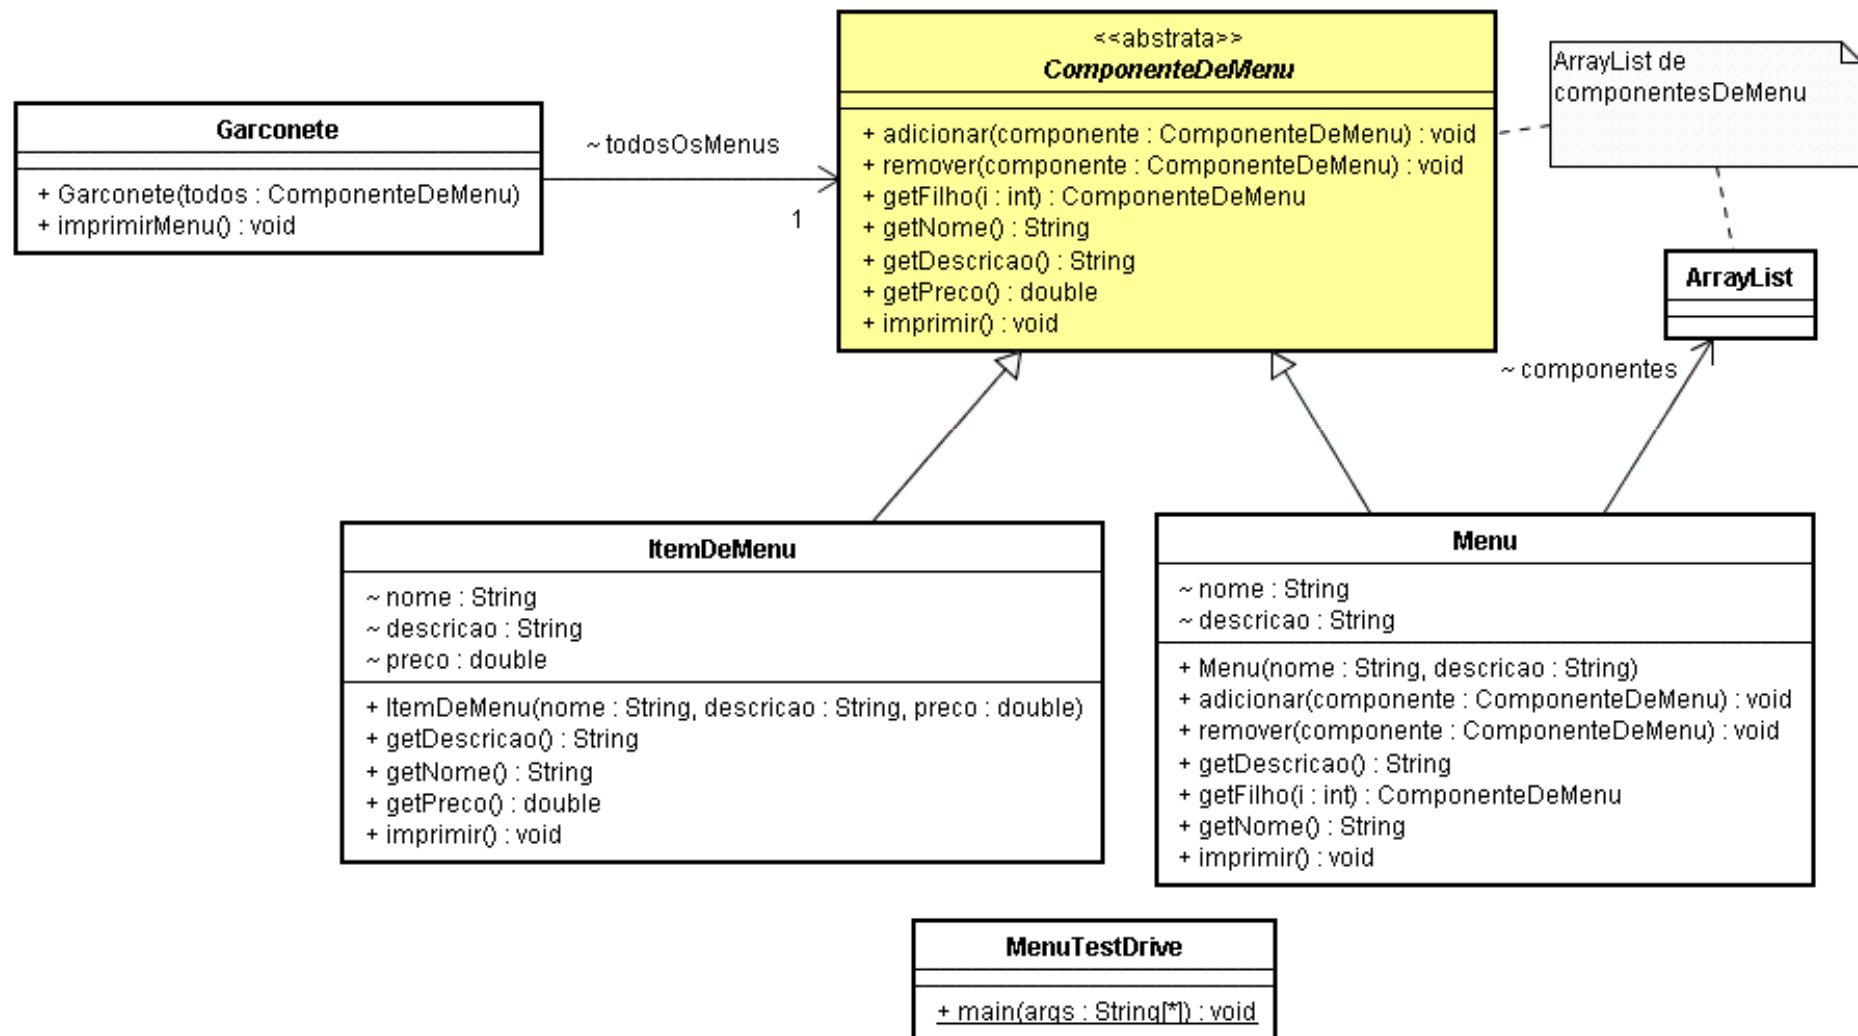 <<abstrata>>
ComponenteDeMenu
+ adicionar(componente : ComponenteDeMenu) : void
+ remover(componente : ComponenteDeMenu) : void
+ getFilho(i : int) : ComponenteDeMenu
+ getNome() : String
+ getDescricao() : String
+ getPreco() : double
+ imprimir() : void
ArrayList de
componentesDeMenu
Garconete
+ Garconete(todos : ComponenteDeMenu)
+ imprimirMenu() : void
~ todosOsMenus
1
ArrayList
~ componentes
ItemDeMenu
~ nome : String
~ descricao : String
~ preco : double
+ ItemDeMenu(nome : String, descricao : String, preco : double)
+ getDescricao() : String
+ getNome() : String
+ getPreco() : double
+ imprimir() : void
Menu
~ nome : String
~ descricao : String
+ Menu(nome : String, descricao : String)
+ adicionar(componente : ComponenteDeMenu) : void
+ remover(componente : ComponenteDeMenu) : void
+ getDescricao() : String
+ getFilho(i : int) : ComponenteDeMenu
+ getNome() : String
+ imprimir() : void
MenuTestDrive
+ main(args : String[*]) : void